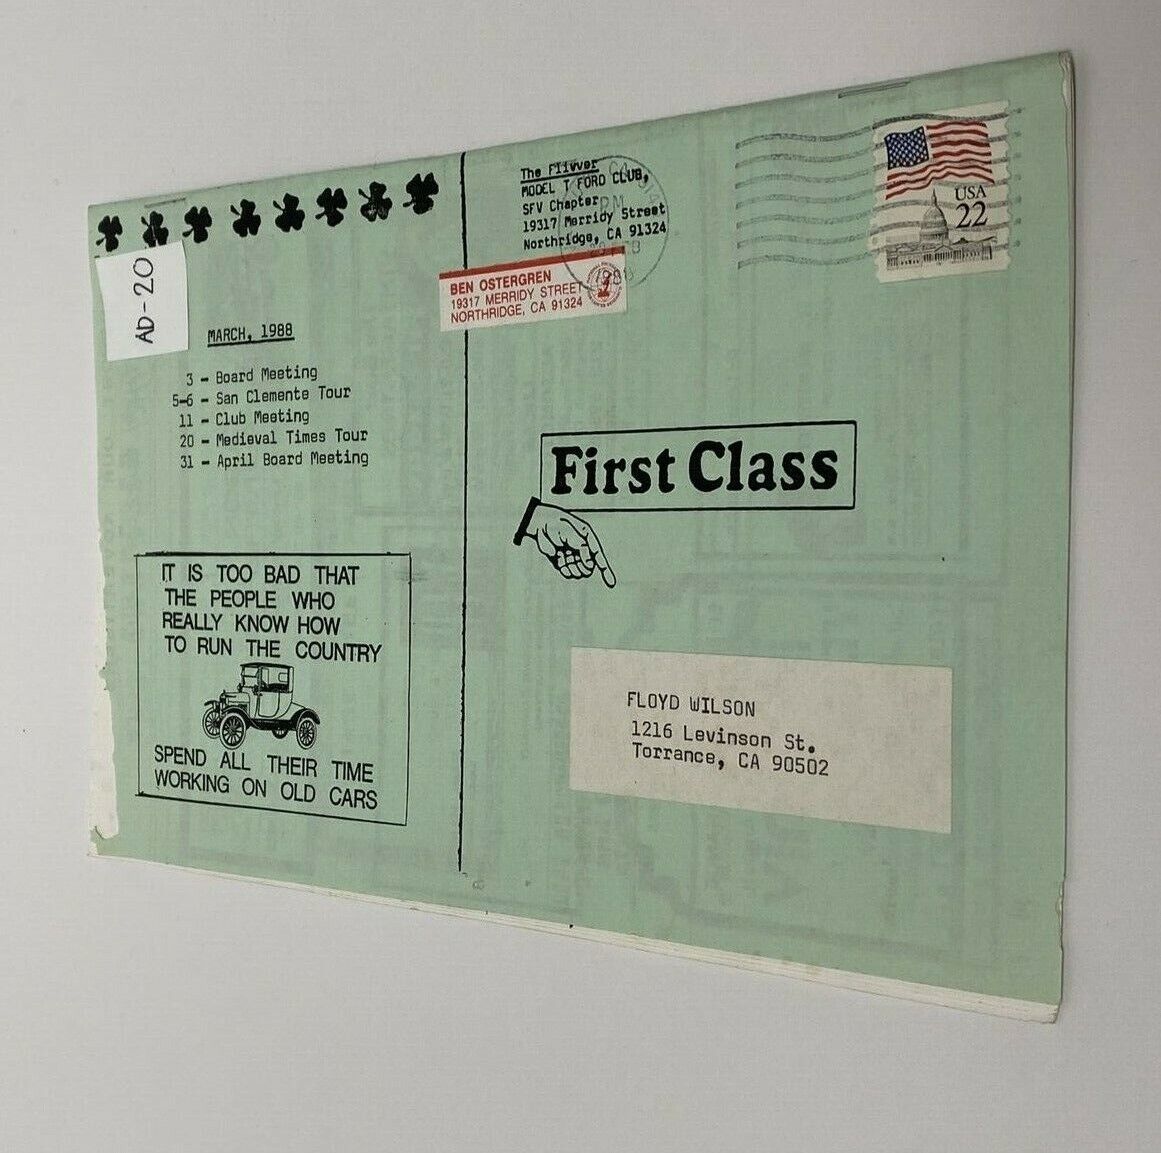 AD-20
MARCH, 1988
3 - Board Meeting
5-6 - San Clemente Tour
11 - Club Meeting
20 - Medieval Times Tour
31 - April Board Meeting
IT IS TOO BAD THAT
THE PEOPLE WHO
REALLY KNOW HOW
TO RUN THE COUNTRY
SPEND ALL THEIR TIME
WORKING ON OLD CARS
The Flivver
MODEL T FORD CLUB,
SFV Chapter
19317 Merridy Street
Northridge, CA 91324
BEN OSTERGREN
19317 MERRIDY STREET
NORTHRIDGE, CA 91324
PM
1988
USA
22
First Class
FLOYD WILSON
1216 Levinson St.
Torrance, CA 90502